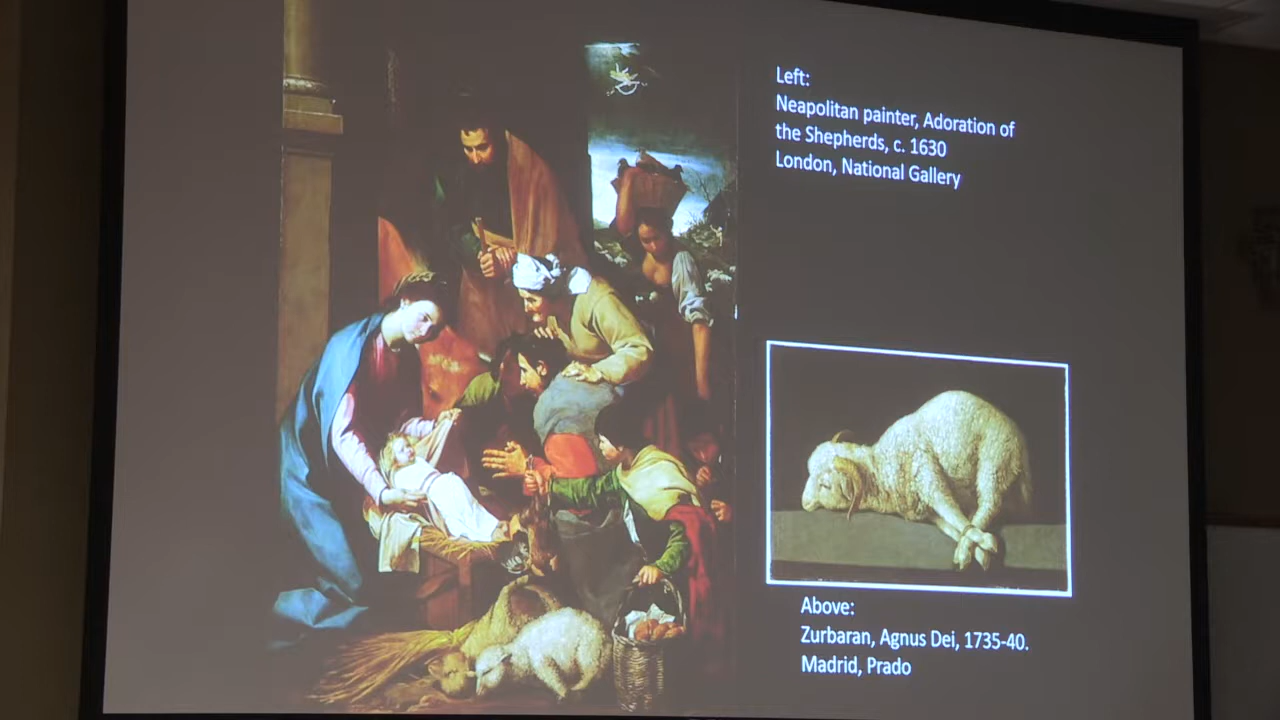 Left:
Neapolitan painter, Adoration of
the Shepherds, c. 1630
London, National Gallery
Above:
Zurbaran, Agnus Dei, 1735-40.
Madrid, Prado